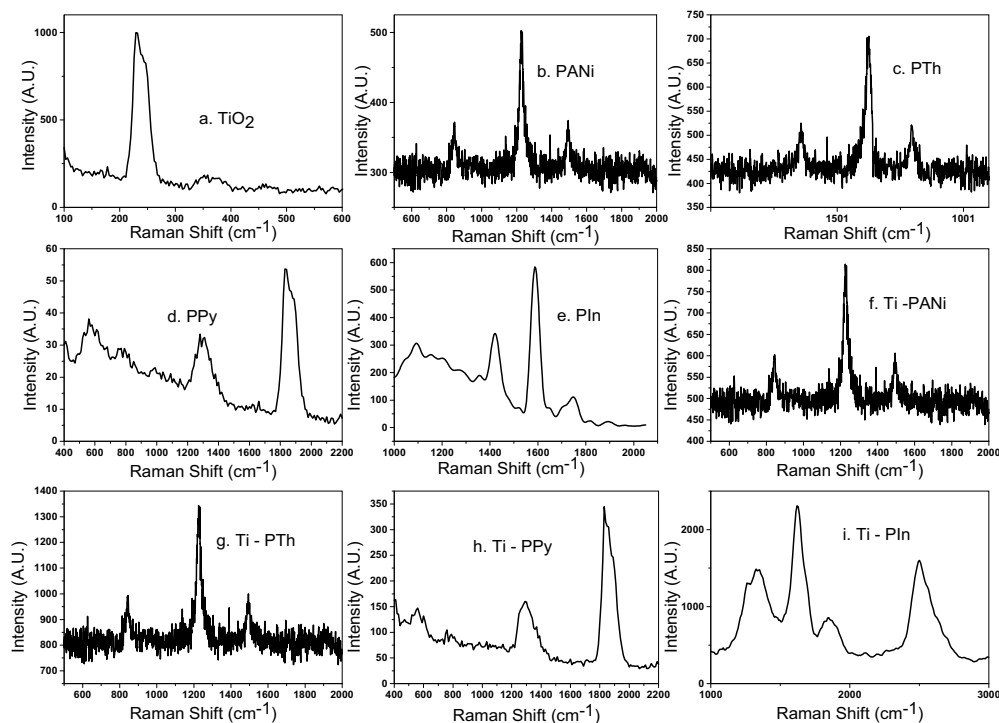 1000
500
0
100 200 300 400 500 600
Intensity (A.U.)
Raman Shift (cm-1)
a. TiO2
500
400
300
600 800 1000 1200 1400 1600 1800 2000
Intensity (A.U.)
Raman Shift (cm-1)
b. PANi
750
700
650
600
550
500
450
400
350
1501 1001
Intensity (A.U.)
Raman Shift (cm-1)
c. PTh
60
50
40
30
20
10
0
400 600 800 1000 1200 1400 1600 1800 2000 2200
Intensity (A.U.)
Raman Shift (cm-1)
d. PPy
600
500
400
300
200
100
0
1000 1200 1400 1600 1800 2000
Intensity (A.U.)
Raman Shift (cm-1)
e. PIn
850
800
750
700
650
600
550
500
450
400
600 800 1000 1200 1400 1600 1800 2000
Intensity (A.U.)
Raman Shift (cm-1)
f. Ti -PANi
1400
1300
1200
1100
1000
900
800
700
600 800 1000 1200 1400 1600 1800 2000
Intensity (A.U.)
Raman Shift (cm-1)
g. Ti - PTh
350
300
250
200
150
100
50
0
400 600 800 1000 1200 1400 1600 1800 2000 2200
Intensity (A.U.)
Raman Shift (cm-1)
h. Ti - PPy
2000
1000
0
1000 2000 3000
Intensity (A.U.)
Raman Shift (cm-1)
i. Ti - PIn